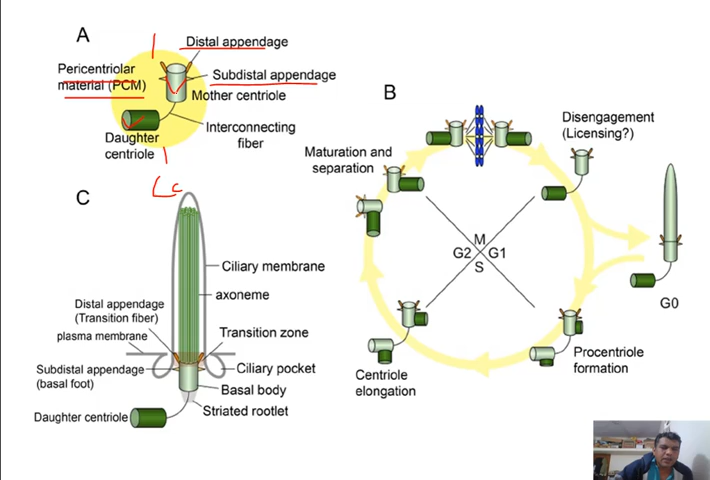 A
Distal appendage
Pericentriolar
material (PCM)
Subdistal appendage
Mother centriole
Interconnecting
fiber
Daughter
centriole
B
Disengagement
(Licensing?)
Maturation and
separation
M
G2
G1
S
G0
Procentriole
formation
Centriole
elongation
C
Ciliary membrane
axoneme
Distal appendage
(Transition fiber)
plasma membrane
Transition zone
Subdistal appendage
(basal foot)
Ciliary pocket
Basal body
Striated rootlet
Daughter centriole